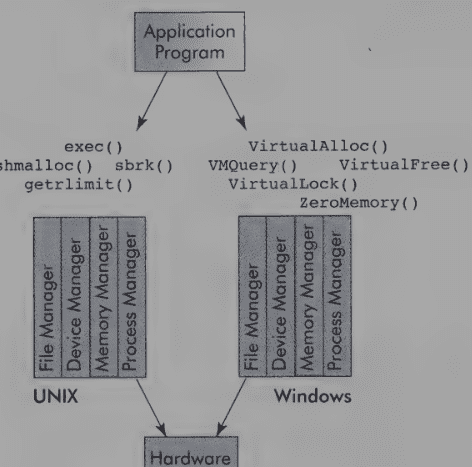 Application
Program
exec()
shmalloc() sbrk()
getrlimit()
VirtualAlloc()
VMQuery() VirtualFree()
VirtualLock()
ZeroMemory()
File Manager
Device Manager
Memory Manager
Process Manager
UNIX
File Manager
Device Manager
Memory Manager
Process Manager
Windows
Hardware